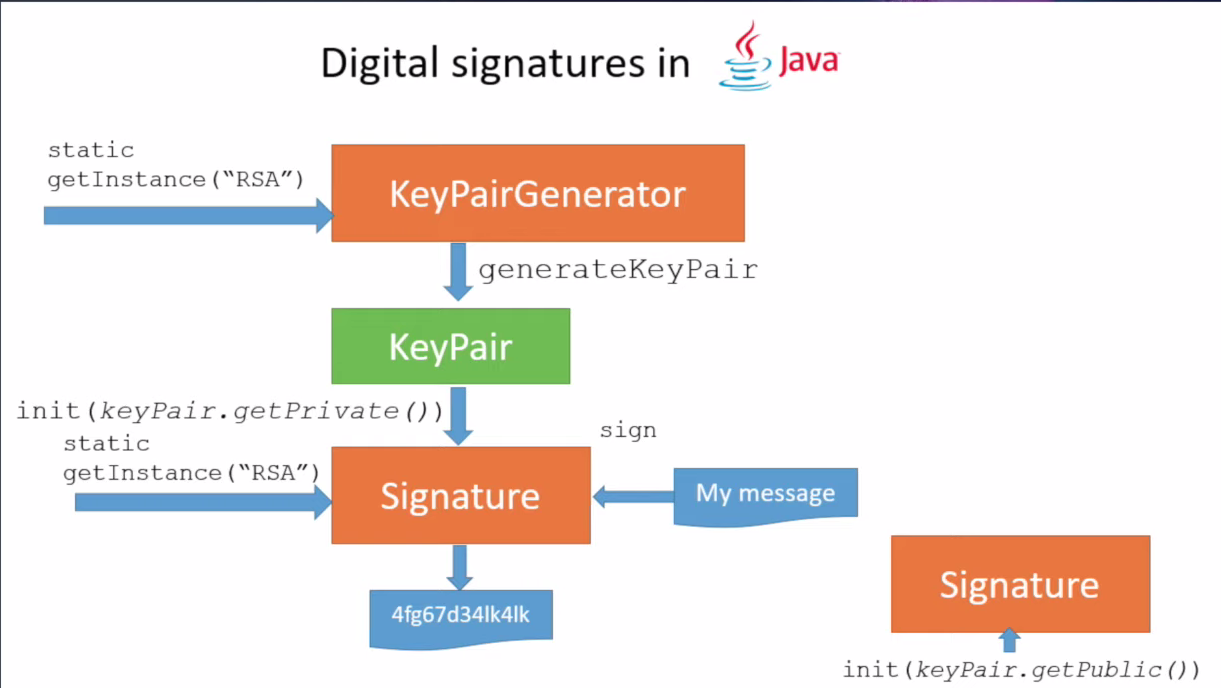 Digital signatures in Java
static
getInstance(“RSA”)
KeyPairGenerator
generateKeyPair
KeyPair
init(keyPair.getPrivate())
static
getInstance(“RSA”)
sign
Signature
My message
4fg67d34lk4lk
Signature
init(keyPair.getPublic())